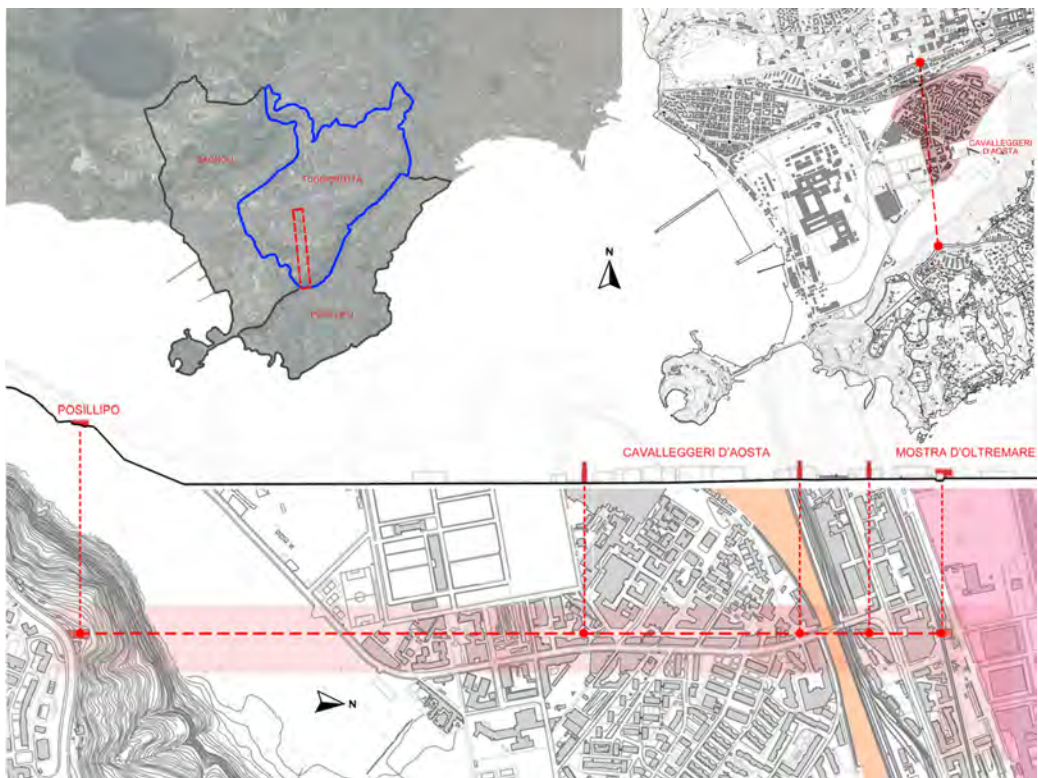 BAGNOLI
FUORIGROTTA
POSILLIPO
N
CAVALLEGGERI
D'AOSTA
POSILLIPO
CAVALLEGGERI D'AOSTA
MOSTRA D'OLTREMARE
N